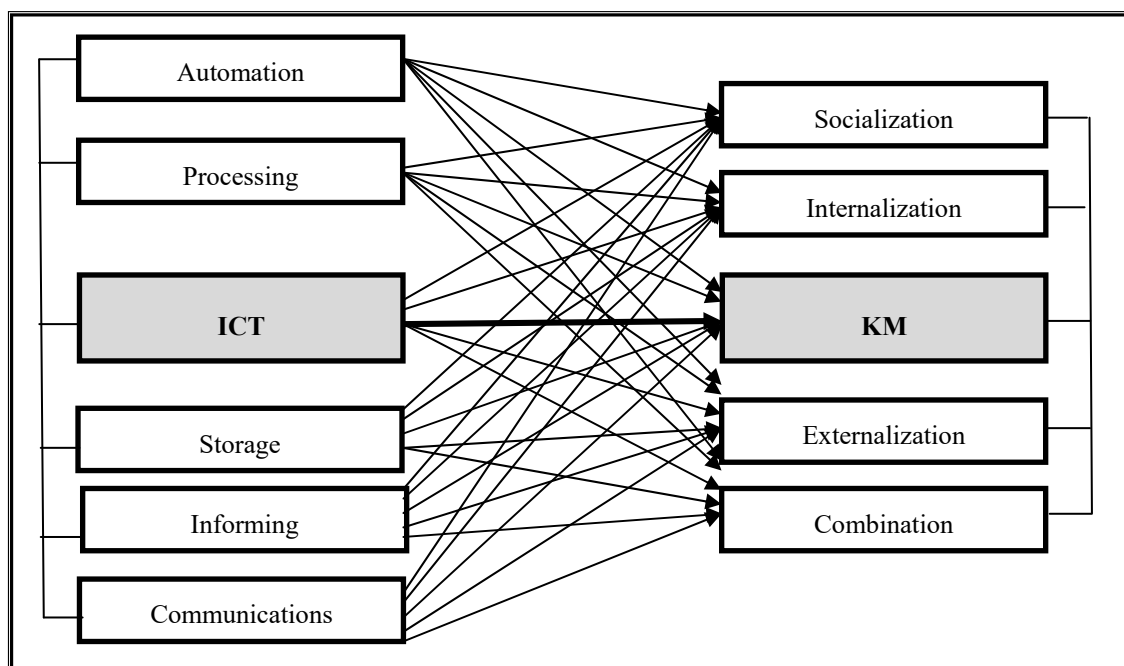 Automation
Processing
ICT
Storage
Informing
Communications
Socialization
Internalization
KM
Externalization
Combination